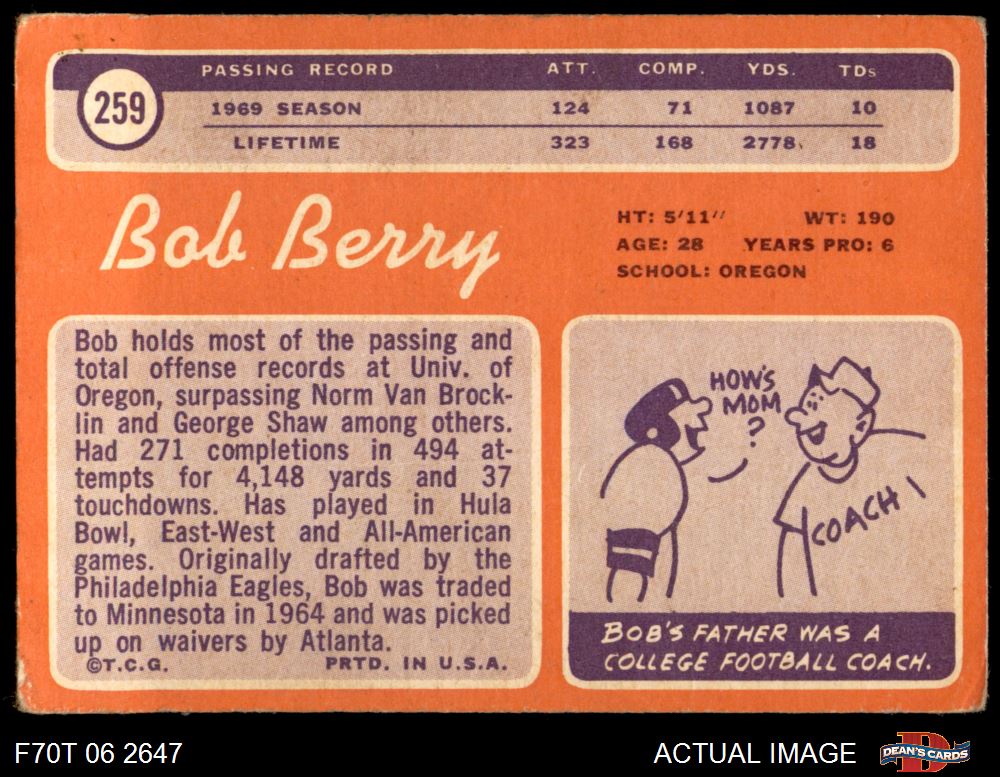 259
PASSING RECORD ATT. COMP. YDS. TDs
1969 SEASON 124 71 1087 10
LIFETIME 323 168 2778 18
Bob Berry
HT: 5'11" WT: 190
AGE: 28 YEARS PRO: 6
SCHOOL: OREGON
Bob holds most of the passing and
total offense records at Univ. of
Oregon, surpassing Norm Van Brock-
lin and George Shaw among others.
Had 271 completions in 494 at-
tempts for 4,148 yards and 37
touchdowns. Has played in Hula
Bowl, East-West and All-American
games. Originally drafted by the
Philadelphia Eagles, Bob was traded
to Minnesota in 1964 and was picked
up on waivers by Atlanta.
©T.C.G. PRTD. IN U.S.A.
HOW'S
MOM
?
COACH
BOB'S FATHER WAS A
COLLEGE FOOTBALL COACH.
F70T 06 2647
ACTUAL IMAGE
DEAN'S CARDS